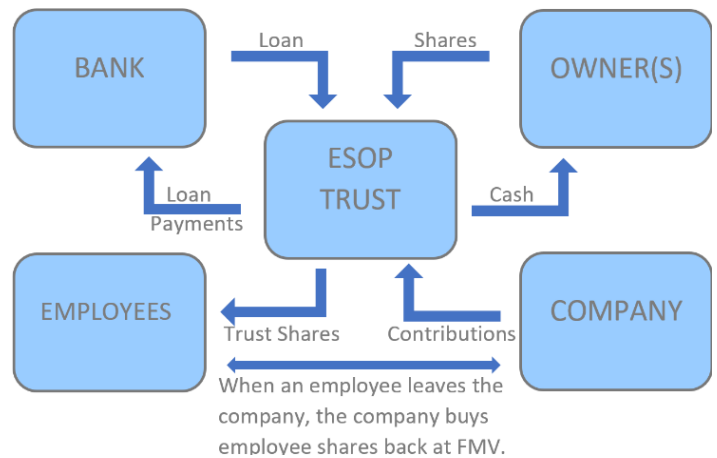 BANK
Loan
Shares
OWNER(S)
ESOP
TRUST
Loan
Payments
Cash
EMPLOYEES
Trust Shares
Contributions
COMPANY
When an employee leaves the
company, the company buys
employee shares back at FMV.